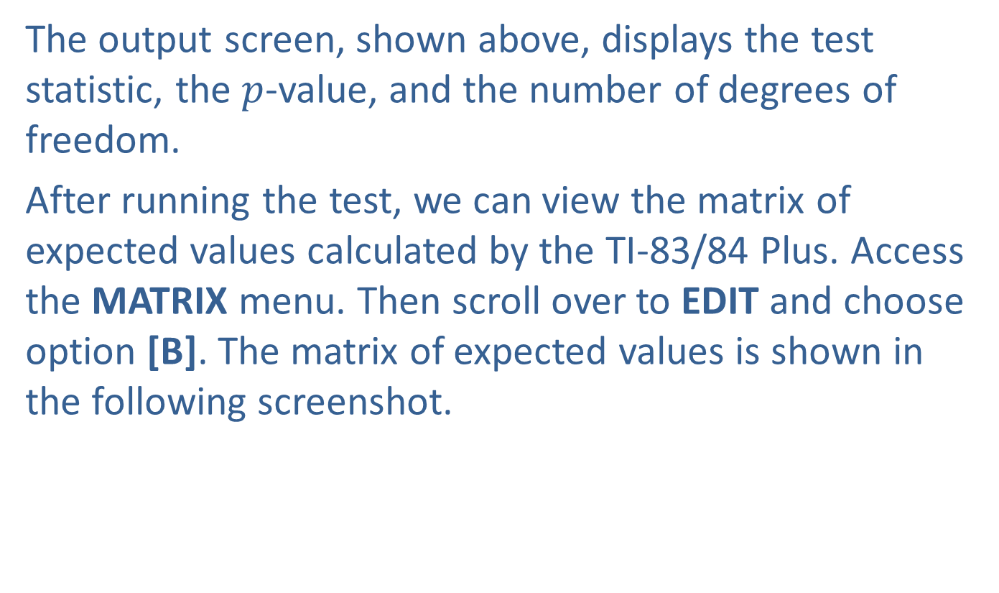 The output screen, shown above, displays the test
statistic, the p-value, and the number of degrees of
freedom.
After running the test, we can view the matrix of
expected values calculated by the TI-83/84 Plus. Access
the MATRIX menu. Then scroll over to EDIT and choose
option [B]. The matrix of expected values is shown in
the following screenshot.